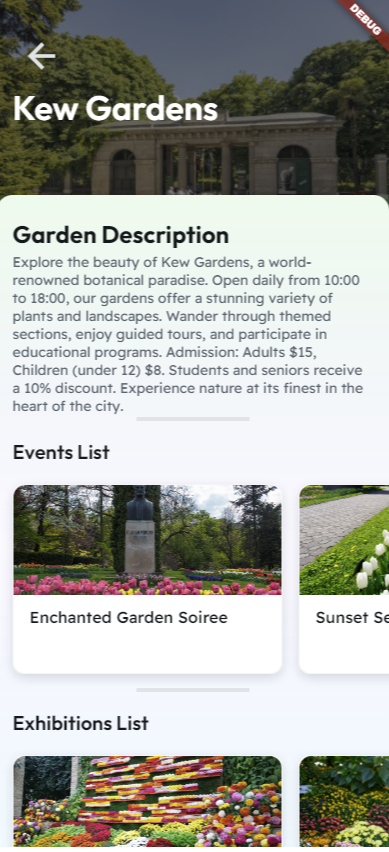 DEBUG
Kew Gardens
Garden Description
Explore the beauty of Kew Gardens, a world-
renowned botanical paradise. Open daily from 10:00
to 18:00, our gardens offer a stunning variety of
plants and landscapes. Wander through themed
sections, enjoy guided tours, and participate in
educational programs. Admission: Adults $15,
Children (under 12) $8. Students and seniors receive
a 10% discount. Experience nature at its finest in the
heart of the city.
Events List
Enchanted Garden Soiree
Sunset Se
Exhibitions List